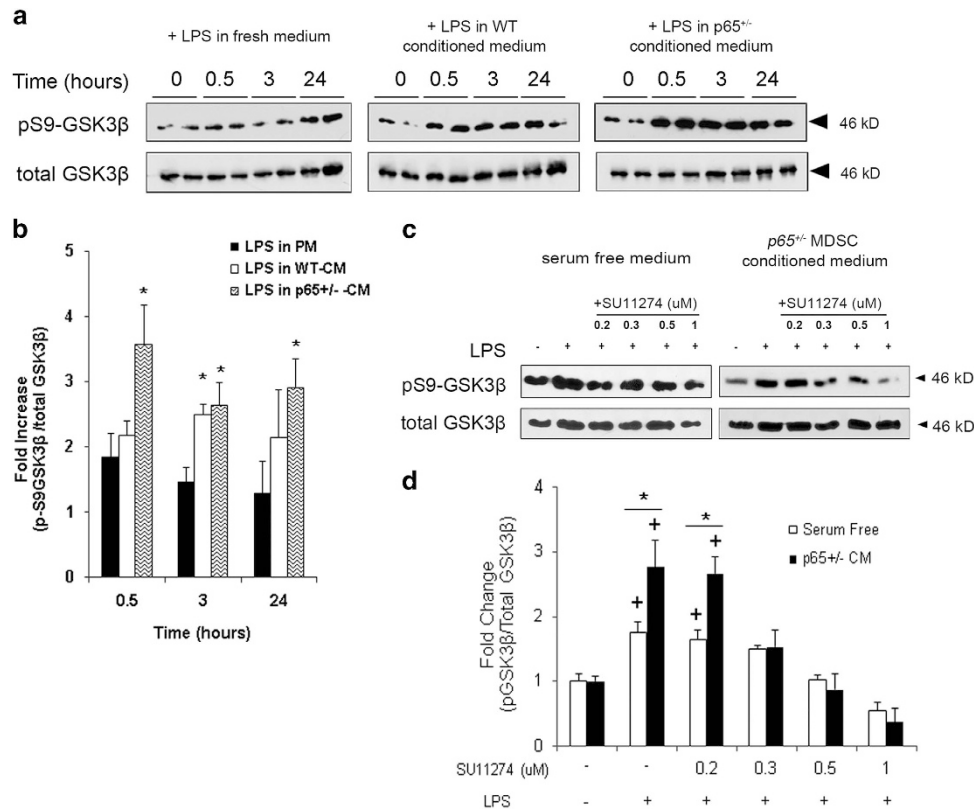 a
+ LPS in fresh medium
+ LPS in WT
conditioned medium
+ LPS in p65+/-
conditioned medium
Time (hours) 0 0.5 3 24 0 0.5 3 24 0 0.5 3 24
pS9-GSK3β 46 kD
total GSK3β 46 kD
b
5
4
3
2
1
0
Fold Increase
(p-S9GSK3β /total GSK3β)
LPS in PM
LPS in WT-CM
LPS in p65+/- -CM
*
* *
*
0.5 3 24
Time (hours)
c
serum free medium
p65+/- MDSC
conditioned medium
+SU11274 (uM) +SU11274 (uM)
0.2 0.3 0.5 1 0.2 0.3 0.5 1
LPS - + + + + + - + + + + +
pS9-GSK3β 46 kD
total GSK3β 46 kD
d
4
3
2
1
0
Fold Change
(pGSK3β/Total GSK3β)
Serum Free
p65+/- CM
* *
+ + + +
SU11274 (uM) - - 0.2 0.3 0.5 1
LPS - + + + + +